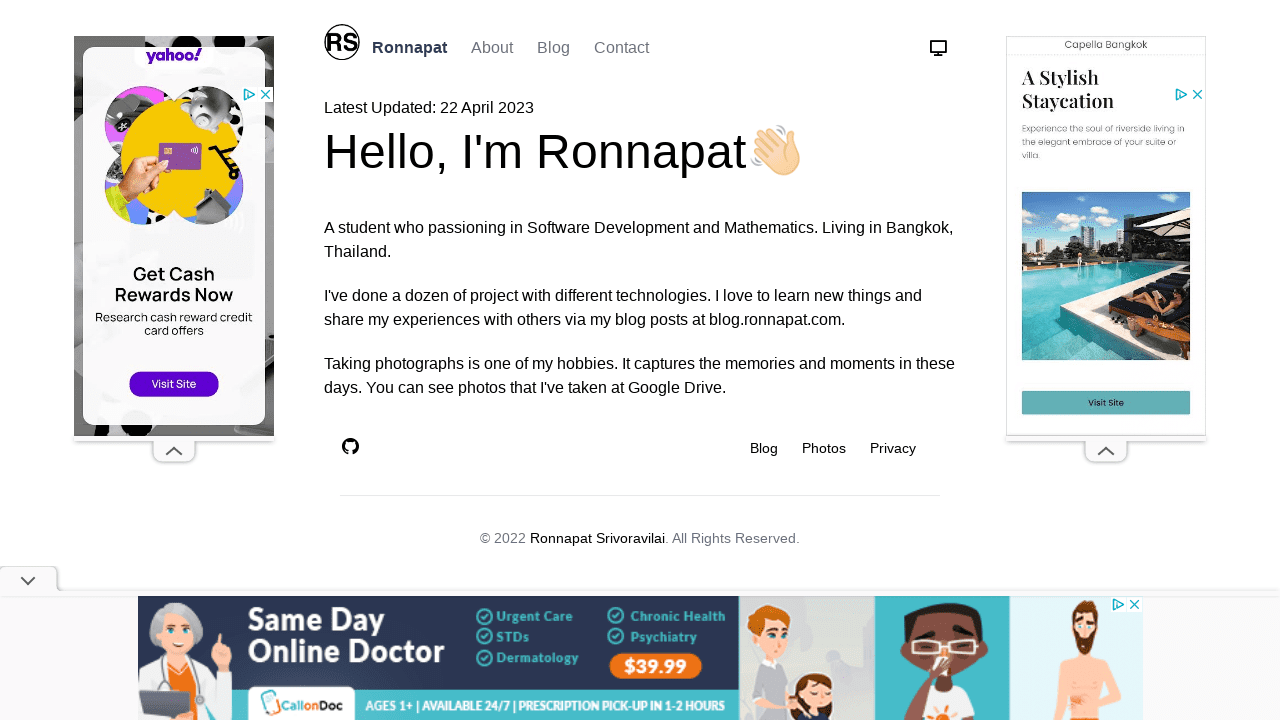 RS
Ronnapat
About
Blog
Contact
Latest Updated: 22 April 2023
Hello, I'm Ronnapat
A student who passioning in Software Development and Mathematics. Living in Bangkok,
Thailand.
I've done a dozen of project with different technologies. I love to learn new things and
share my experiences with others via my blog posts at blog.ronnapat.com.
Taking photographs is one of my hobbies. It captures the memories and moments in these
days. You can see photos that I've taken at Google Drive.
Blog
Photos
Privacy
© 2022 Ronnapat Srivoravilai. All Rights Reserved.
yahoo!
Get Cash
Rewards Now
Research cash reward credit
card offers
Visit Site
Capella Bangkok
A Stylish
Staycation
Experience the soul of riverside living in
the elegant embrace of your suite or
villa.
Visit Site
Same Day
Online Doctor
Urgent Care
STDs
Dermatology
Chronic Health
Psychiatry
$39.99
CallonDoc
AGES 1+ | AVAILABLE 24/7 | PRESCRIPTION PICK-UP IN 1-2 HOURS